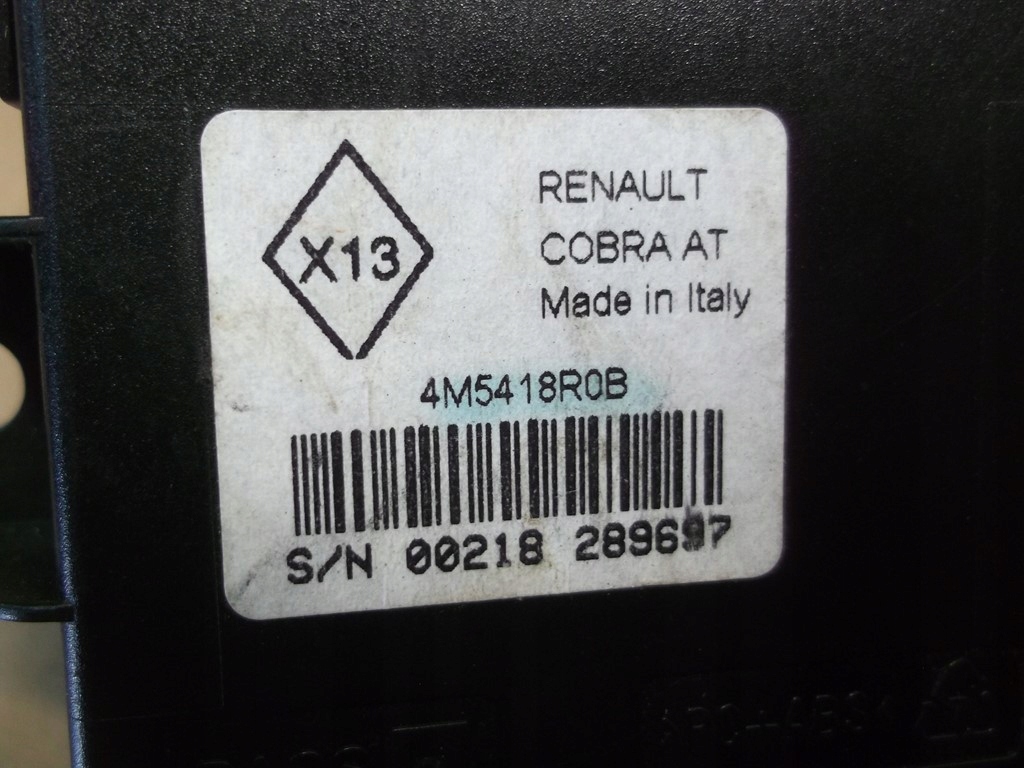 X13
RENAULT
COBRA AT
Made in Italy
4M5418R0B
S/N 00218 289697